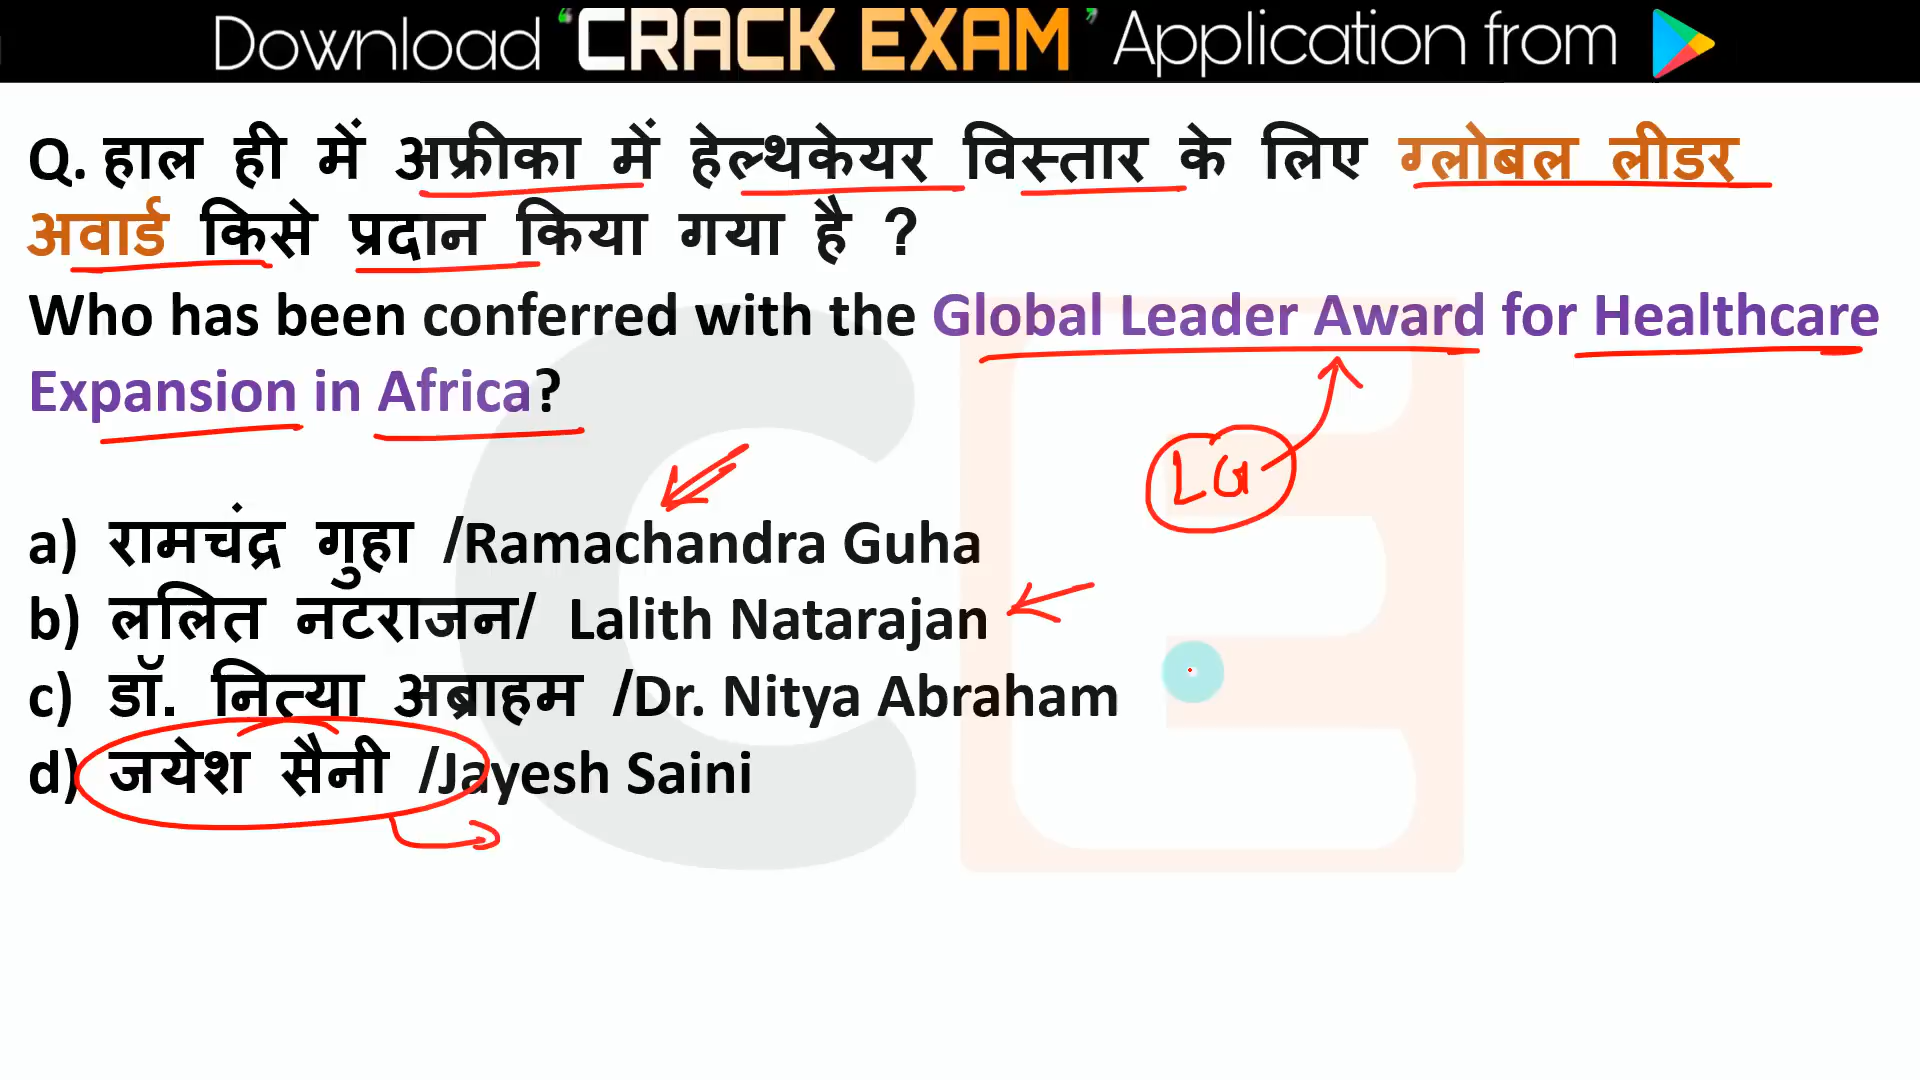 Download ‘CRACK EXAM’ Application from
Q. हाल ही में अफ्रीका में हेल्थकेयर विस्तार के लिए ग्लोबल लीडर
अवार्ड किसे प्रदान किया गया है ?
Who has been conferred with the Global Leader Award for Healthcare
Expansion in Africa?
a) रामचंद्र गुहा /Ramachandra Guha
b) ललित नटराजन/ Lalith Natarajan
c) डॉ. नित्या अब्राहम /Dr. Nitya Abraham
d) जयेश सैनी /Jayesh Saini
CE